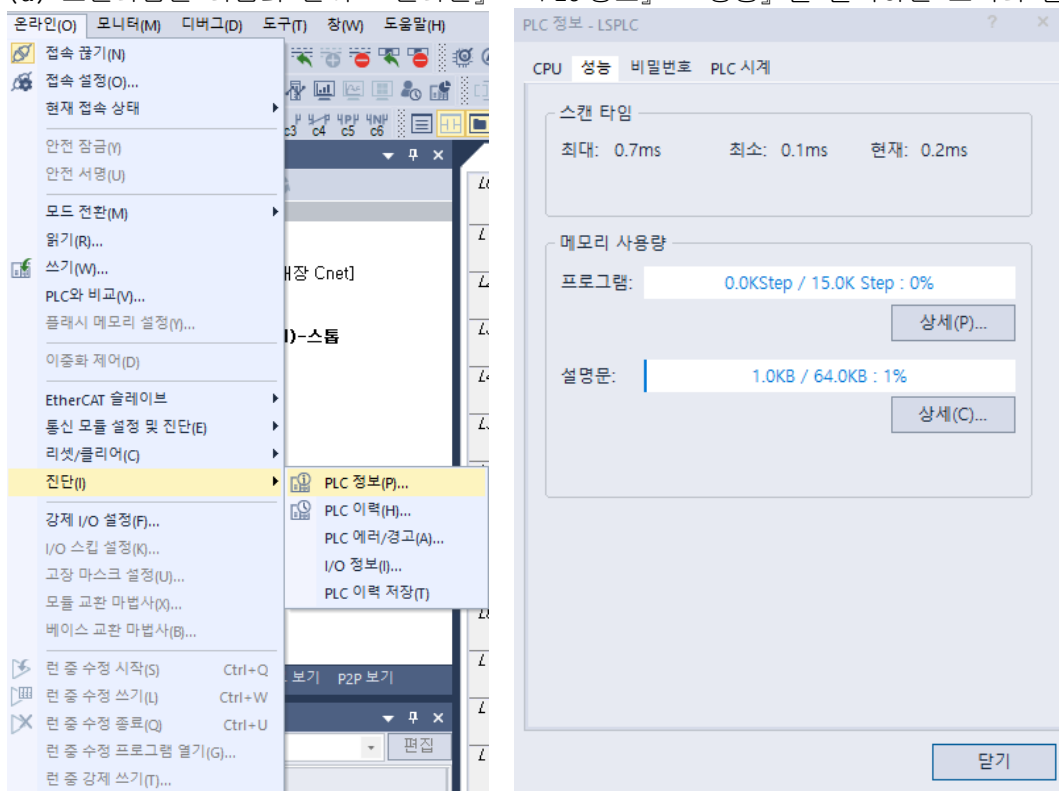 온라인(O) 모니터(M) 디버그(D) 도구(T) 창(W) 도움말(H)
접속 끊기(N)
접속 설정(O)...
현재 접속 상태
안전 잠금(Y)
안전 서명(U)
모드 전환(M)
읽기(R)...
쓰기(W)...
PLC와 비교(V)...
플래시 메모리 설정(Y)...
이중화 제어(D)
EtherCAT 슬레이브
통신 모듈 설정 및 진단(E)
리셋/클리어(C)
진단(I)
강제 I/O 설정(F)...
I/O 스킵 설정(K)...
고장 마스크 설정(U)...
모듈 교환 마법사(X)...
베이스 교환 마법사(B)...
런 중 수정 시작(S) Ctrl+Q
런 중 수정 쓰기(L) Ctrl+W
런 중 수정 종료(Q) Ctrl+U
런 중 수정 프로그램 열기(G)...
런 중 강제 쓰기(T)...
PLC 정보(P)...
PLC 이력(H)...
PLC 에러/경고(A)...
I/O 정보(I)...
PLC 이력 저장(T)
c3 c4 c5 c6
Cnet]
)-스톱
보기 P2P 보기
편집
PLC 정보 - LSPLC
CPU 성능 비밀번호 PLC 시계
스캔 타임
최대: 0.7ms 최소: 0.1ms 현재: 0.2ms
메모리 사용량
프로그램: 0.0KStep / 15.0K Step : 0%
상세(P)...
설명문: 1.0KB / 64.0KB : 1%
상세(C)...
닫기